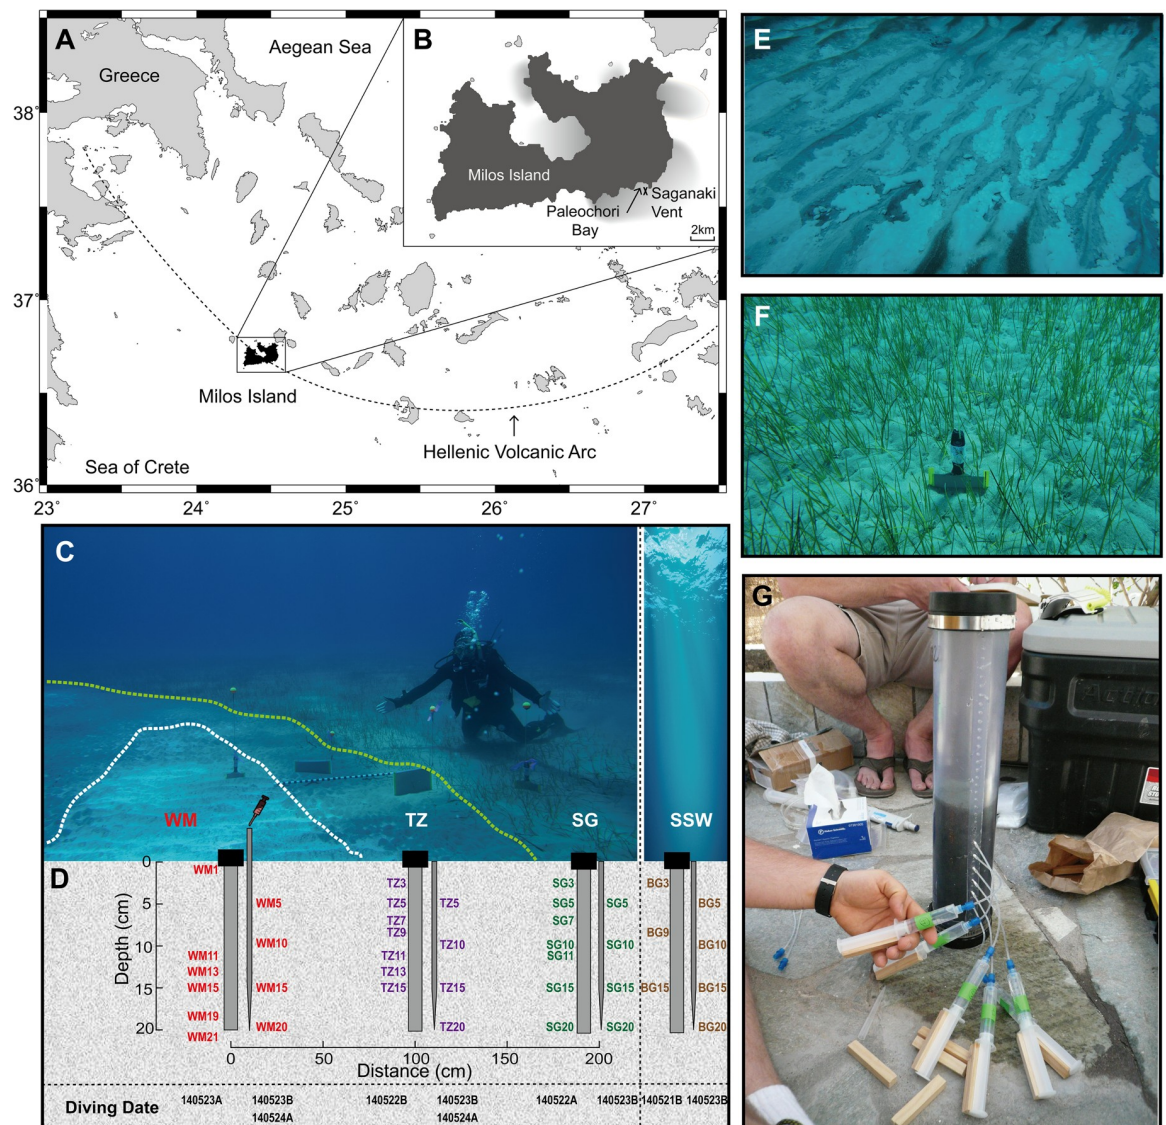 A
Aegean Sea
Greece
38°
37°
36°
23°
24°
25°
26°
27°
Milos Island
Hellenic Volcanic Arc
Sea of Crete
B
Milos Island
Saganaki
Vent
Paleochori
Bay
2km
C
WM
TZ
SG
SSW
D
Depth (cm)
0
5
10
15
20
WM1
WM11
WM13
WM15
WM19
WM21
WM5
WM10
WM15
WM20
TZ3
TZ5
TZ7
TZ9
TZ11
TZ13
TZ15
TZ5
TZ10
TZ15
TZ20
SG3
SG5
SG7
SG10
SG11
SG15
SG20
SG5
SG10
SG15
SG20
BG3
BG9
BG15
BG5
BG10
BG15
BG20
0
50
100
150
200
Distance (cm)
Diving Date
140523A
140523B
140524A
140522B
140523B
140524A
140522A
140523B
140521B
140523B
E
F
G